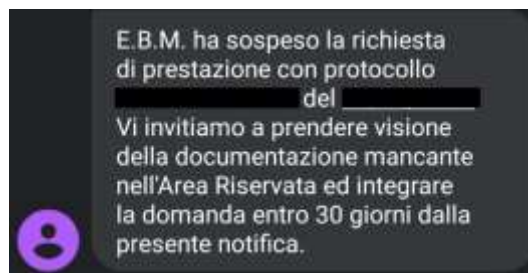 E.B.M. ha sospeso la richiesta
di prestazione con protocollo
del
Vi invitiamo a prendere visione
della documentazione mancante
nell'Area Riservata ed integrare
la domanda entro 30 giorni dalla
presente notifica.